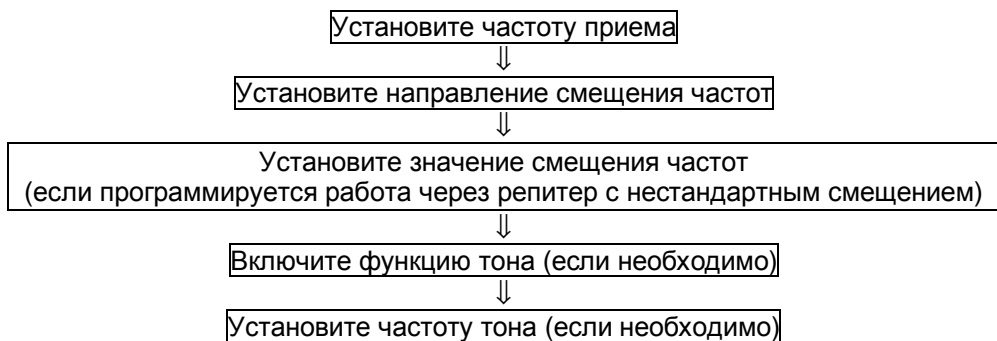 Установите частоту приема
⇓
Установите направление смещения частот
⇓
Установите значение смещения частот
(если программируется работа через репитер с нестандартным смещением)
⇓
Включите функцию тона (если необходимо)
⇓
Установите частоту тона (если необходимо)